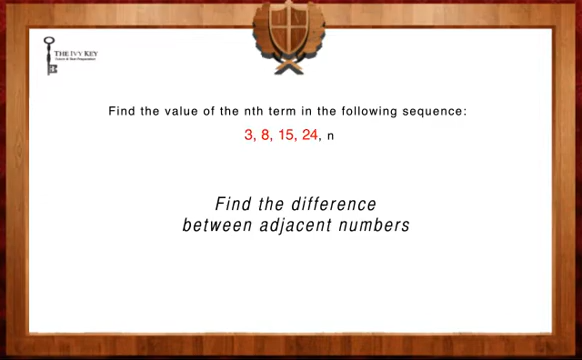 THE IVY KEY
Find the value of the nth term in the following sequence:
3, 8, 15, 24, n
Find the difference
between adjacent numbers